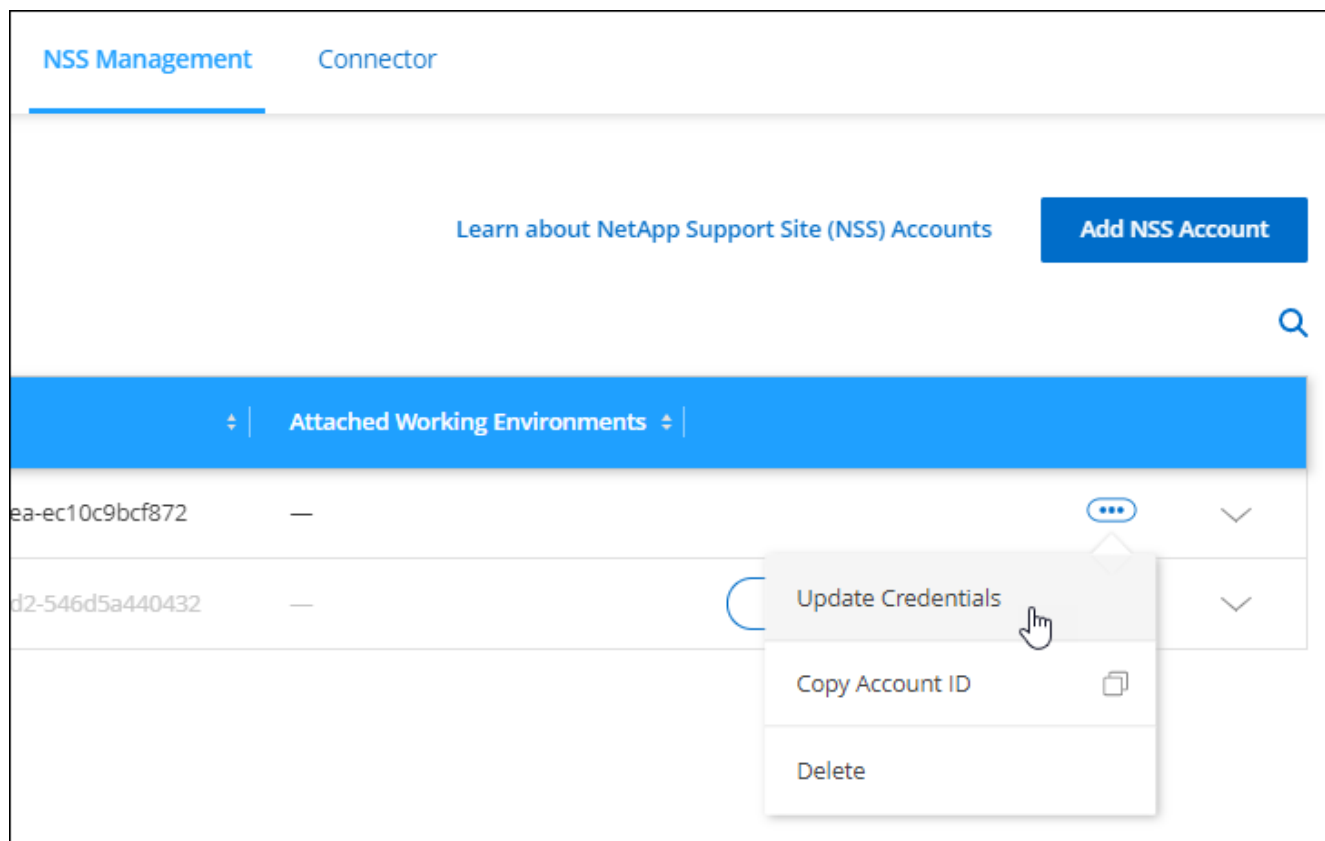 NSS Management Connector
Learn about NetApp Support Site (NSS) Accounts Add NSS Account
Attached Working Environments
ea-ec10c9bcf872 —
d2-546d5a440432 —
Update Credentials
Copy Account ID
Delete